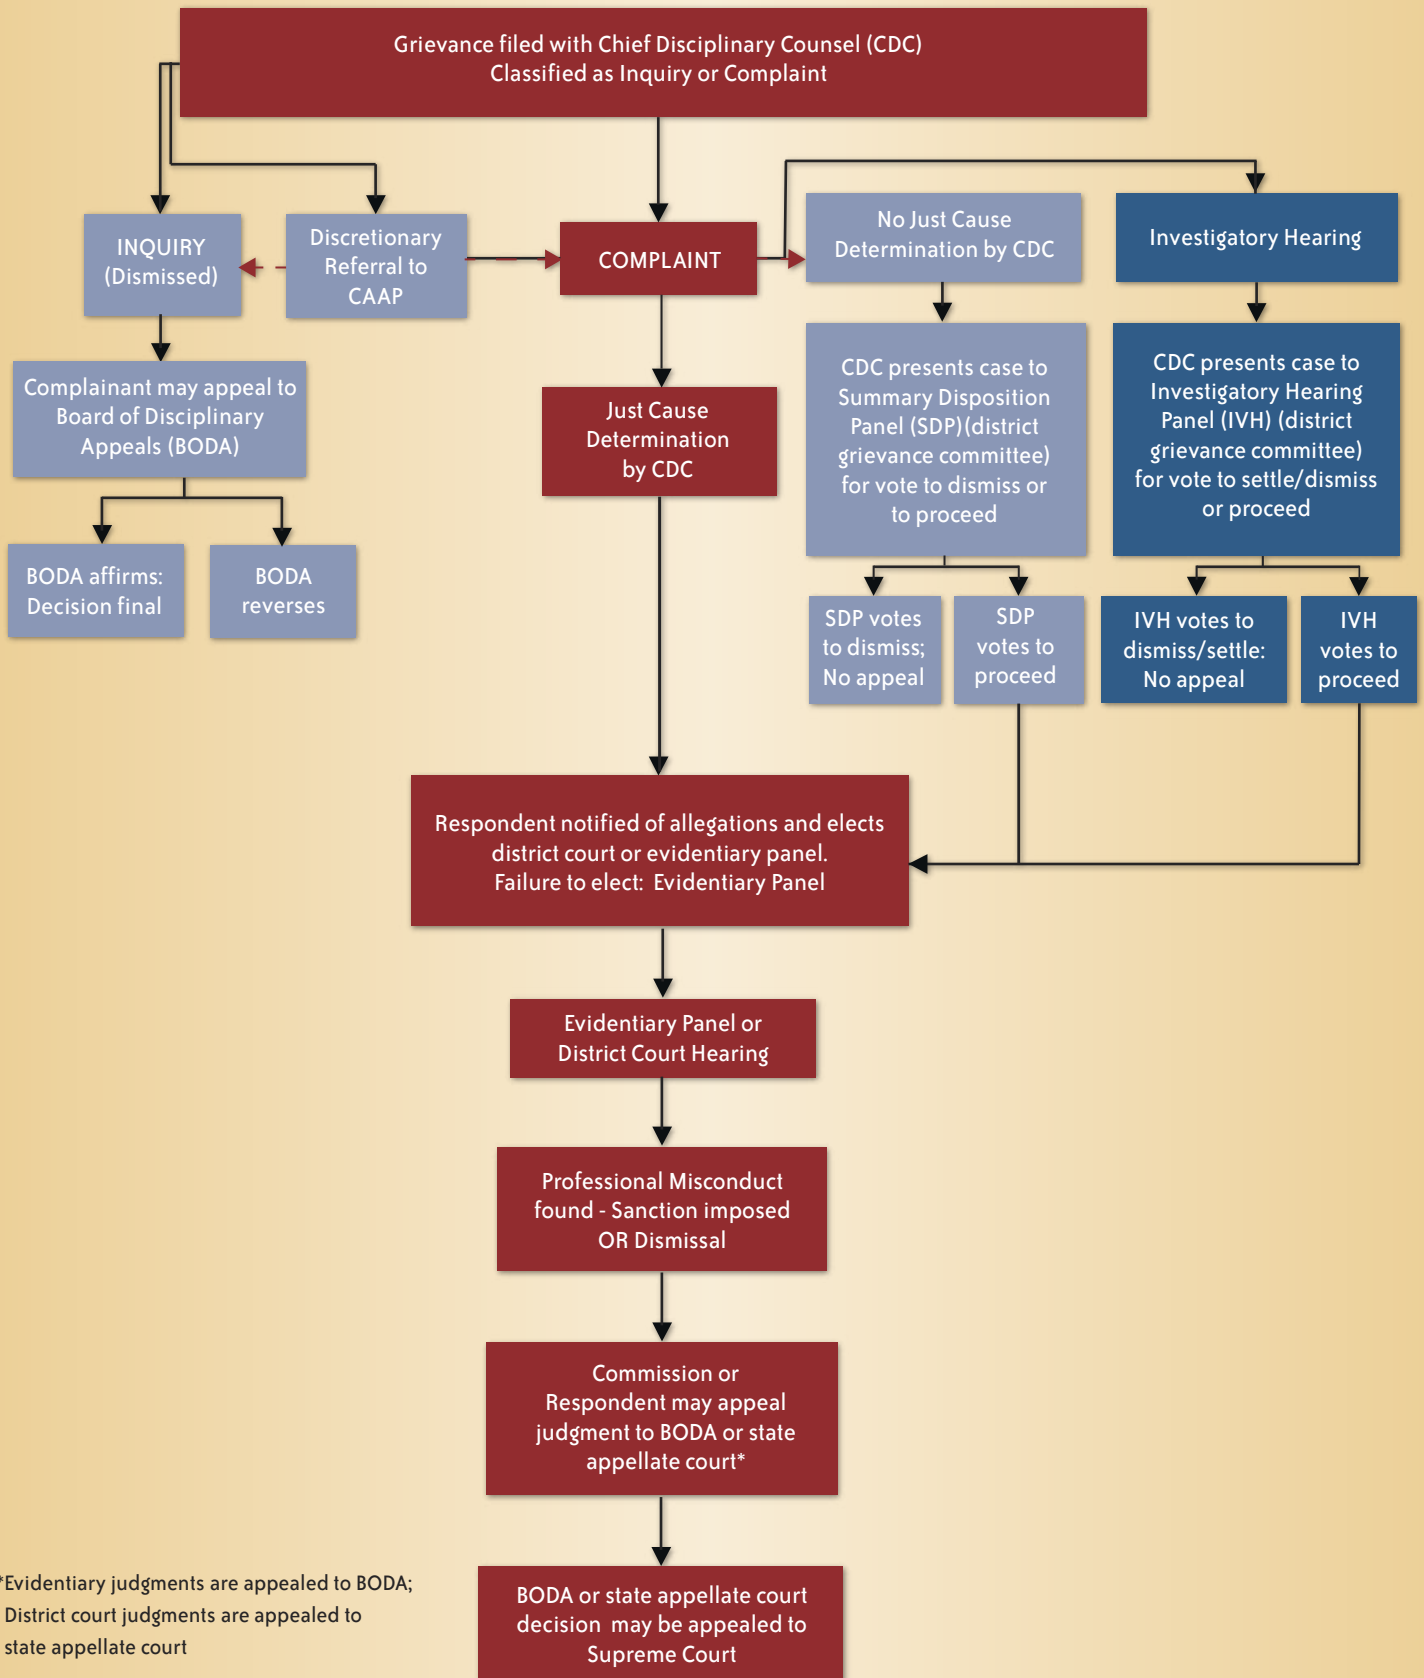 Grievance filed with Chief Disciplinary Counsel (CDC)
Classified as Inquiry or Complaint
INQUIRY
(Dismissed)
Discretionary
Referral to
CAAP
COMPLAINT
No Just Cause
Determination by CDC
Investigatory Hearing
Complainant may appeal to
Board of Disciplinary
Appeals (BODA)
BODA affirms:
Decision final
BODA
reverses
Just Cause
Determination
by CDC
CDC presents case to
Summary Disposition
Panel (SDP)(district
grievance committee)
for vote to dismiss or
to proceed
CDC presents case to
Investigatory Hearing
Panel (IVH) (district
grievance committee)
for vote to settle/dismiss
or proceed
SDP votes
to dismiss;
No appeal
SDP
votes to
proceed
IVH votes to
dismiss/settle:
No appeal
IVH
votes to
proceed
Respondent notified of allegations and elects
district court or evidentiary panel.
Failure to elect: Evidentiary Panel
Evidentiary Panel or
District Court Hearing
Professional Misconduct
found - Sanction imposed
OR Dismissal
Commission or
Respondent may appeal
judgment to BODA or state
appellate court*
BODA or state appellate court
decision may be appealed to
Supreme Court
*Evidentiary judgments are appealed to BODA;
District court judgments are appealed to
state appellate court